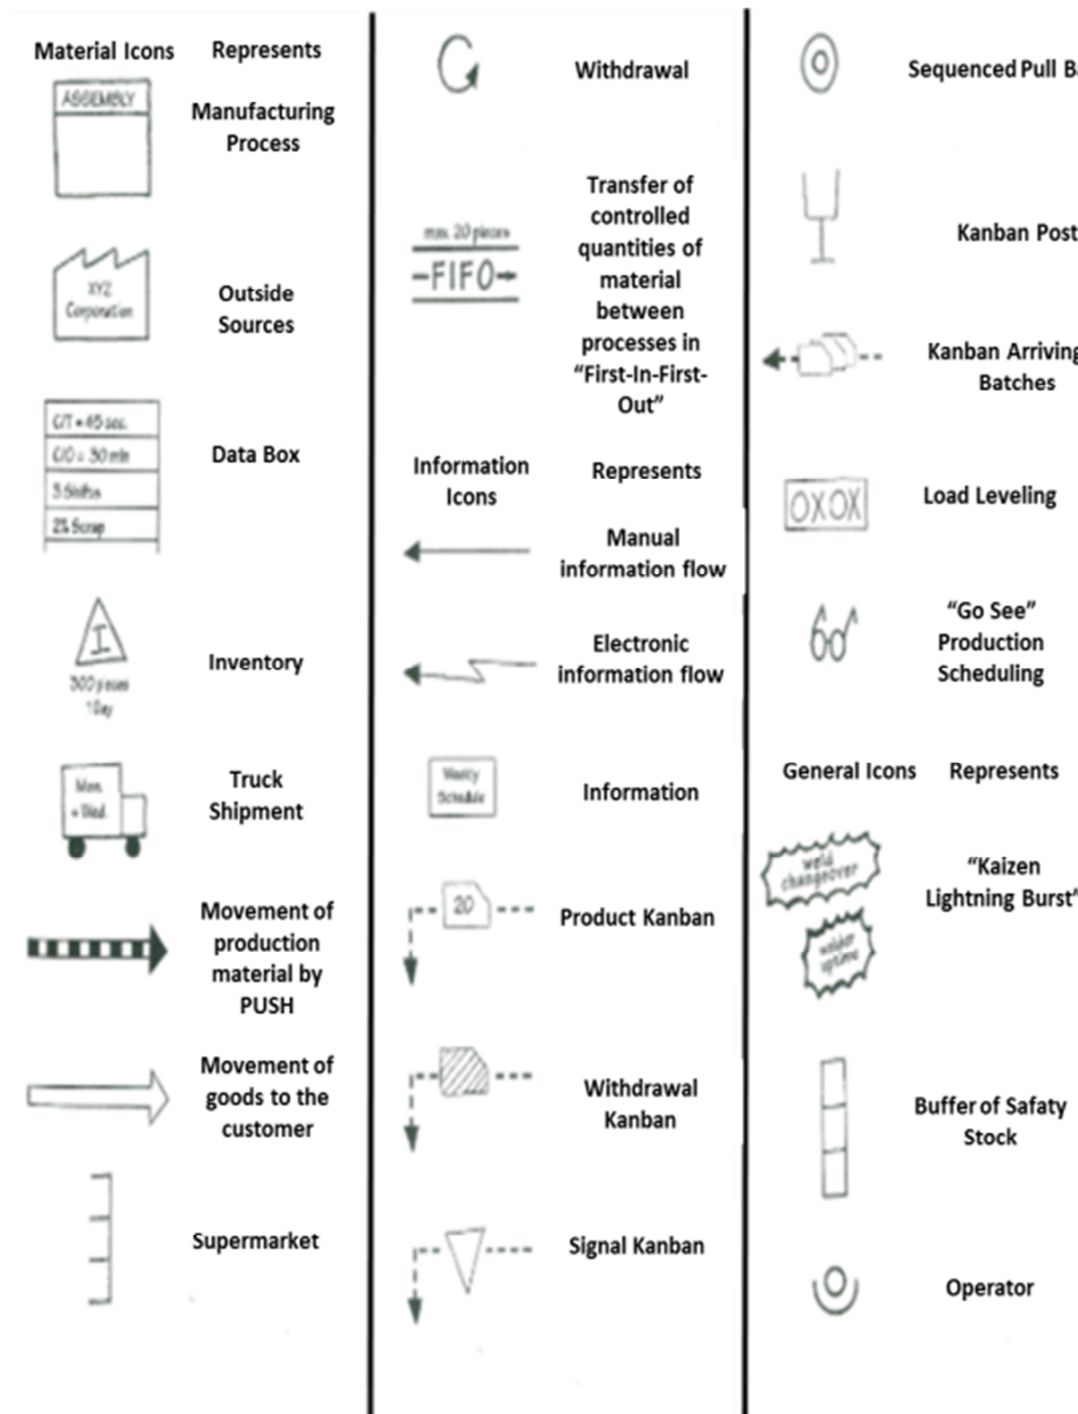 Material Icons
Represents
ASSEMBLY
Manufacturing
Process
XYZ
Corporation
Outside
Sources
C/T = 45 sec.
C/O = 30 min
3 Shifts
2% Scrap
Data Box
I
300 pieces
1 Day
Inventory
Mon.
+ Wed.
Truck
Shipment
Movement of
production
material by
PUSH
Movement of
goods to the
customer
Supermarket
Withdrawal
max. 20 pieces
FIFO
Transfer of
controlled
quantities of
material
between
processes in
“First-In-First-
Out”
Information
Icons
Represents
Manual
information flow
Electronic
information flow
Weekly
Schedule
Information
20
Product Kanban
Withdrawal
Kanban
Signal Kanban
Sequenced Pull Ba
Kanban Post
Kanban Arriving
Batches
OXOX
Load Leveling
“Go See”
Production
Scheduling
General Icons
Represents
weld
changeover
welder
uptime
“Kaizen
Lightning Burst”
Buffer of Safaty
Stock
Operator